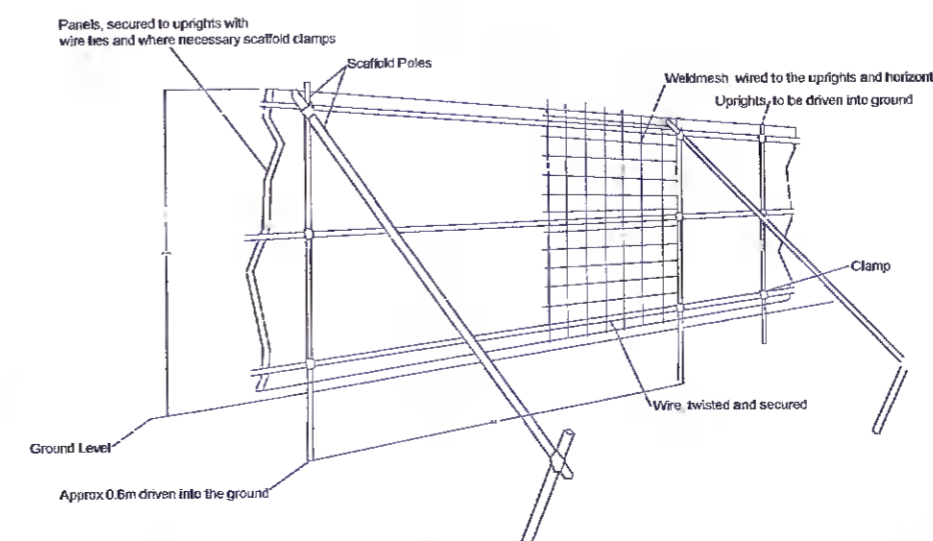 Panels, secured to uprights with
wire ties and where necessary scaffold clamps
Scaffold Poles
Weldmesh wired to the uprights and horizont
Uprights, to be driven into ground
Clamp
Wire, twisted and secured
Ground Level
Approx 0.6m driven into the ground